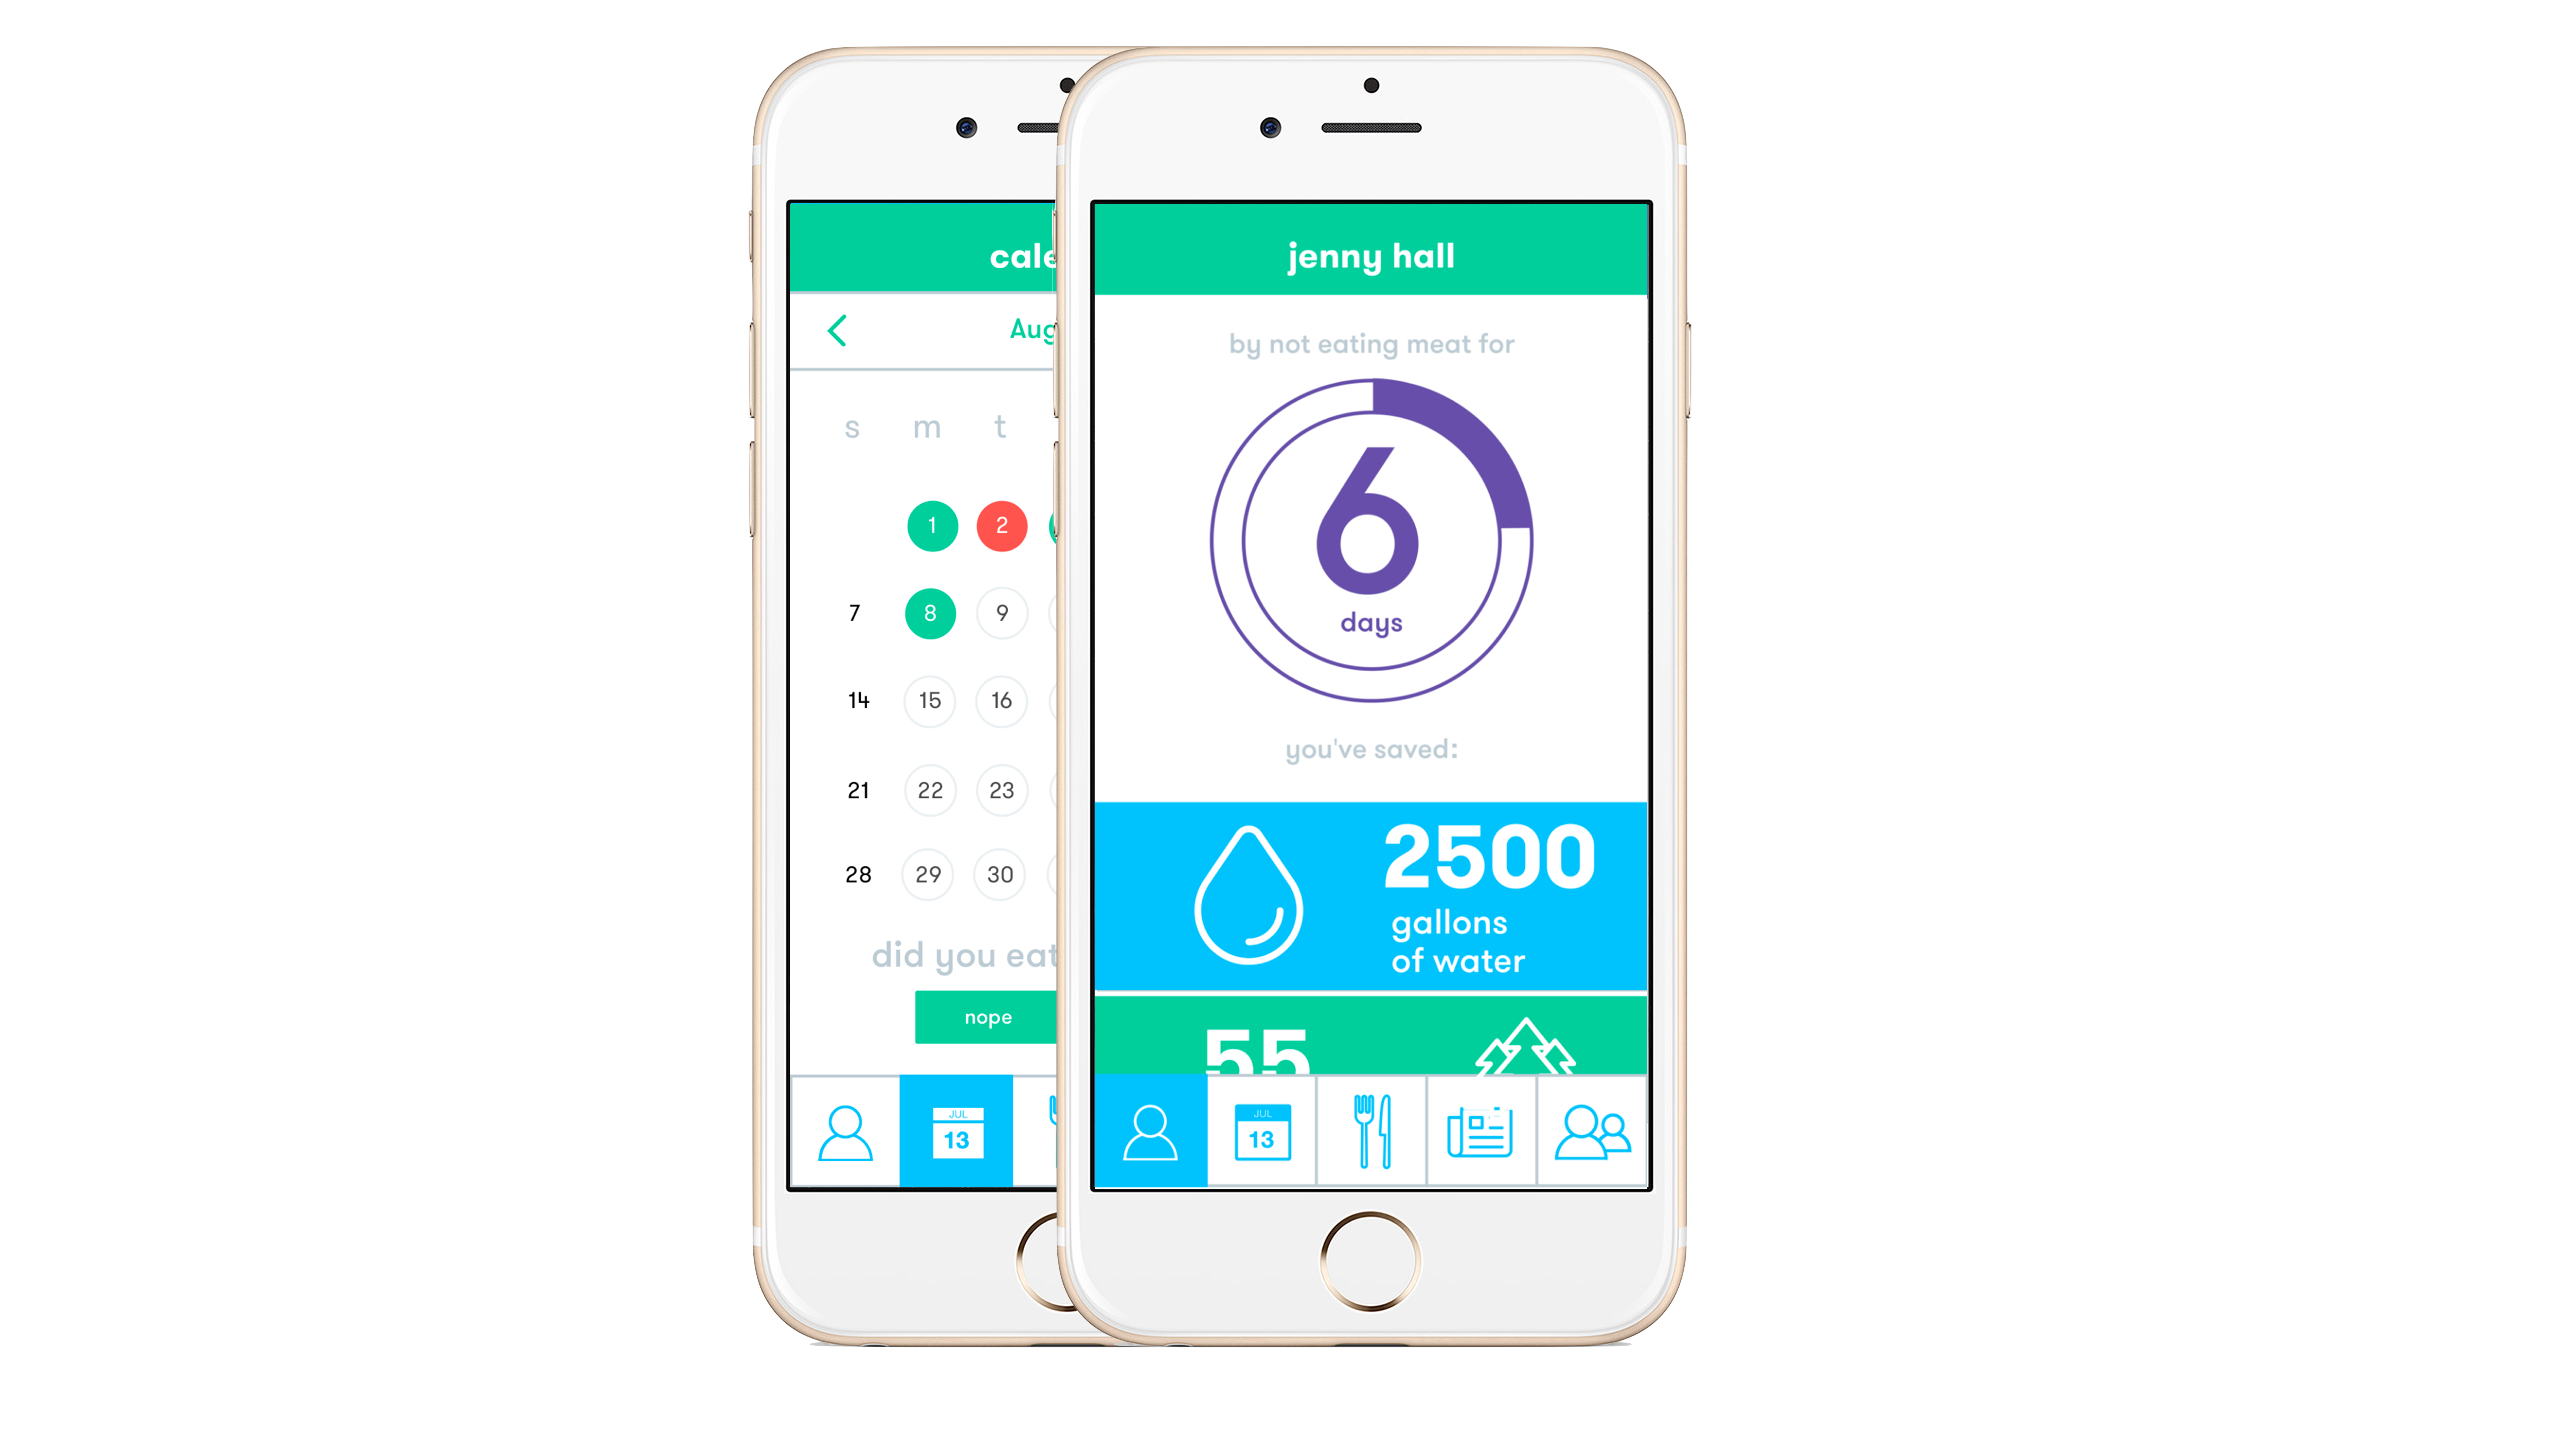 cale
Aug
s m t
1 2
7 8 9
14 15 16
21 22 23
28 29 30
did you eat
nope
JUL
13
jenny hall
by not eating meat for
6
days
you've saved:
2500
gallons
of water
55
JUL
13